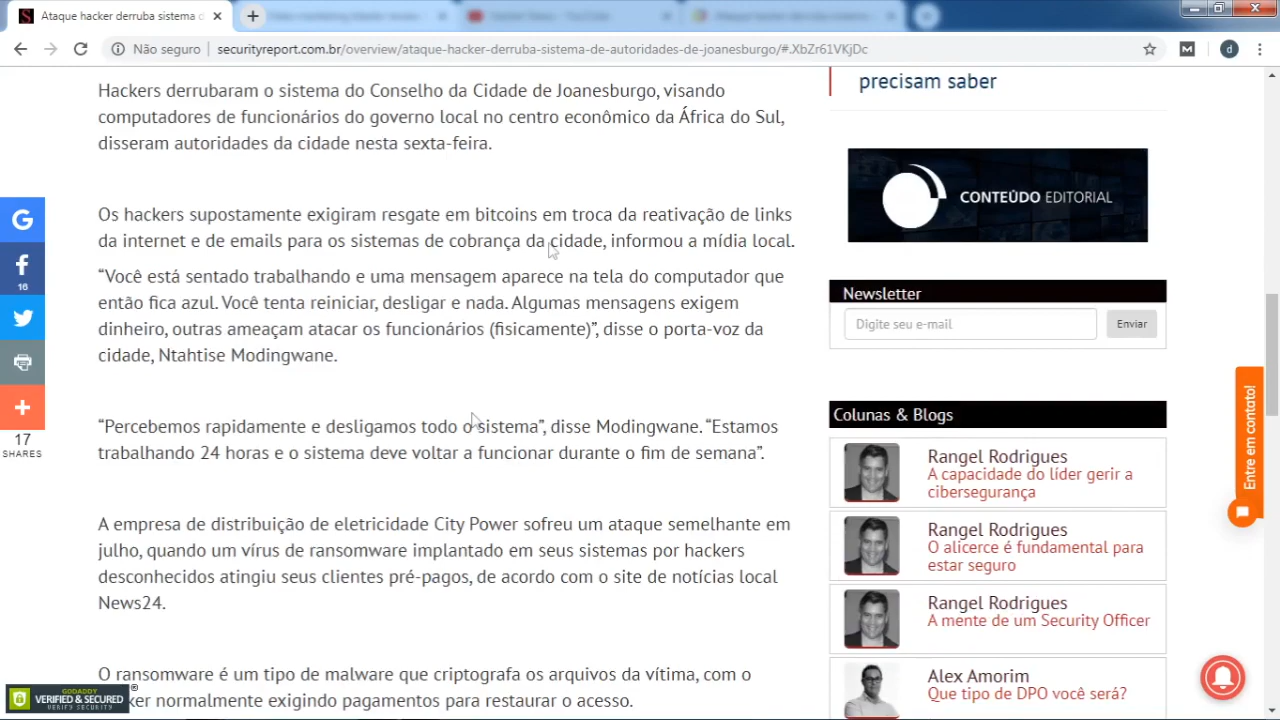 Ataque hacker derruba sistema d
Não seguro
securityreport.com.br/overview/ataque-hacker-derruba-sistema-de-autoridades-de-joanesburgo/#.XbZr61VKjDc
M
d
Hackers derrubaram o sistema do Conselho da Cidade de Joanesburgo, visando
computadores de funcionários do governo local no centro econômico da África do Sul,
disseram autoridades da cidade nesta sexta-feira.
Os hackers supostamente exigiram resgate em bitcoins em troca da reativação de links
da internet e de emails para os sistemas de cobrança da cidade, informou a mídia local.
“Você está sentado trabalhando e uma mensagem aparece na tela do computador que
então fica azul. Você tenta reiniciar, desligar e nada. Algumas mensagens exigem
dinheiro, outras ameaçam atacar os funcionários (fisicamente)”, disse o porta-voz da
cidade, Ntahtise Modingwane.
“Percebemos rapidamente e desligamos todo o sistema”, disse Modingwane. “Estamos
trabalhando 24 horas e o sistema deve voltar a funcionar durante o fim de semana”.
A empresa de distribuição de eletricidade City Power sofreu um ataque semelhante em
julho, quando um vírus de ransomware implantado em seus sistemas por hackers
desconhecidos atingiu seus clientes pré-pagos, de acordo com o site de notícias local
News24.
O ransomware é um tipo de malware que criptografa os arquivos da vítima, com o
normalmente exigindo pagamentos para restaurar o acesso.
16
17
SHARES
GODADDY
VERIFIED & SECURED
VERIFY SECURITY
precisam saber
CONTEÚDO EDITORIAL
Newsletter
Digite seu e-mail
Enviar
Colunas & Blogs
Rangel Rodrigues
A capacidade do líder gerir a
cibersegurança
Rangel Rodrigues
O alicerce é fundamental para
estar seguro
Rangel Rodrigues
A mente de um Security Officer
Alex Amorim
Que tipo de DPO você será?
Entre em contato!